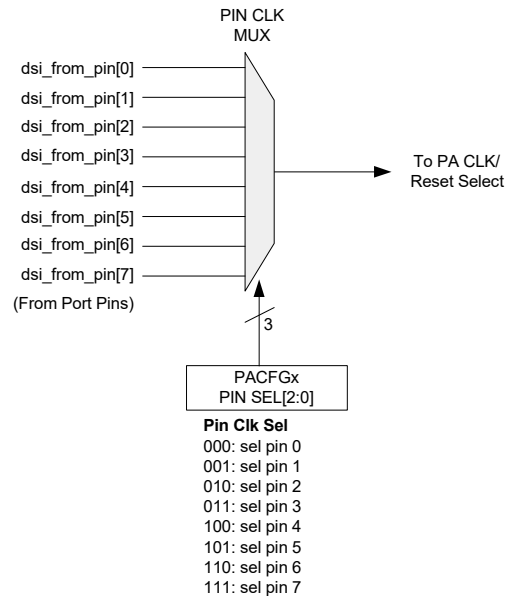 PIN CLK
MUX
dsi_from_pin[0]
dsi_from_pin[1]
dsi_from_pin[2]
dsi_from_pin[3]
dsi_from_pin[4]
dsi_from_pin[5]
dsi_from_pin[6]
dsi_from_pin[7]
(From Port Pins)
To PA CLK/
Reset Select
3
PACFGx
PIN SEL[2:0]
Pin Clk Sel
000: sel pin 0
001: sel pin 1
010: sel pin 2
011: sel pin 3
100: sel pin 4
101: sel pin 5
110: sel pin 6
111: sel pin 7